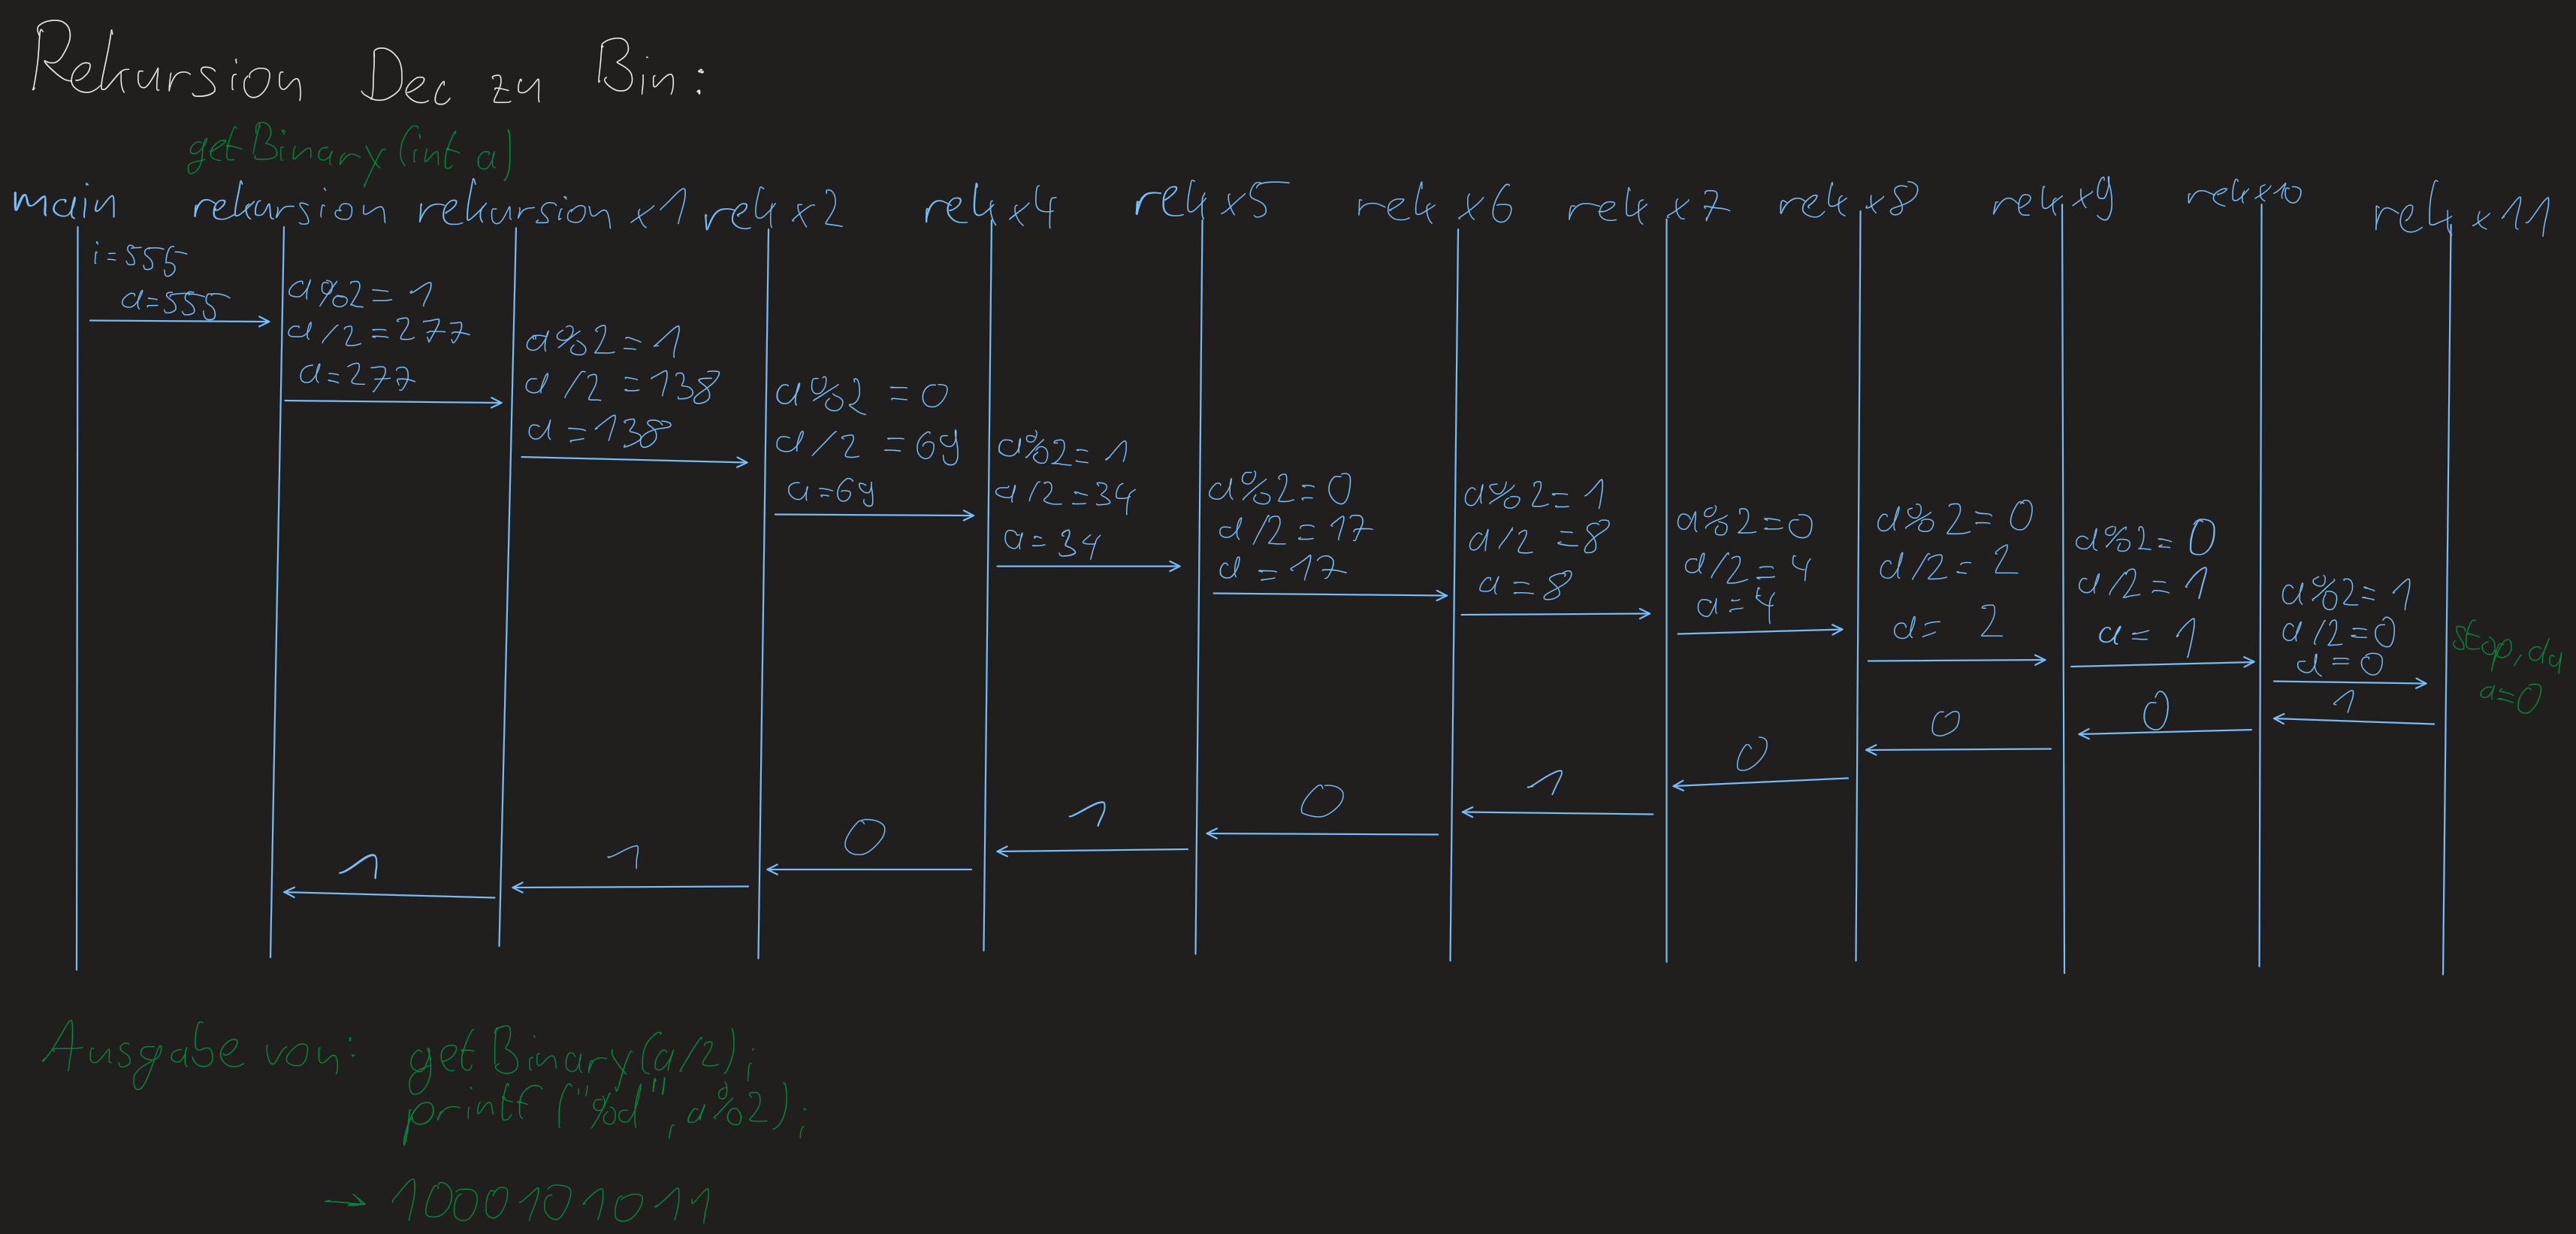 Rekursion Dec zu Bin:
getBinary(int a)
main rekursion rekursion x1 rek x2 rek x4 rek x5 rek x6 rek x7 rek x8 rek x9 rek x10 rek x11
i=555
a=555
a%2=1
a/2=277
a=277
a%2=1
a/2=138
a=138
a%2=0
a/2=69
a=69
a%2=1
a/2=34
a=34
a%2=0
a/2=17
a=17
a%2=1
a/2=8
a=8
a%2=0
a/2=4
a=4
a%2=0
a/2=2
a=2
a%2=0
a/2=1
a=1
a%2=1
a/2=0
a=0
stop, da
a=0
1 1 0 1 0 1 0 0 0 1
Ausgabe von: getBinary(a/2);
printf("%d", a%2);
→ 1000101011